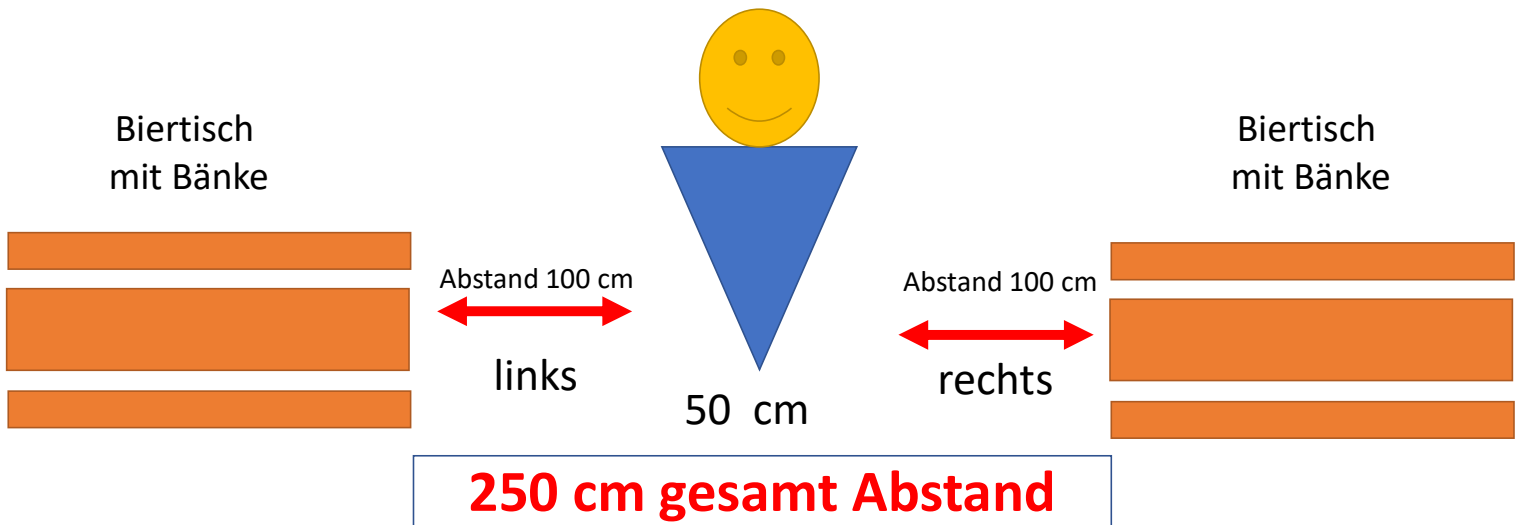 Biertisch
mit Bänke
Biertisch
mit Bänke
Abstand 100 cm
links
50  cm
Abstand 100 cm
rechts
250 cm gesamt Abstand